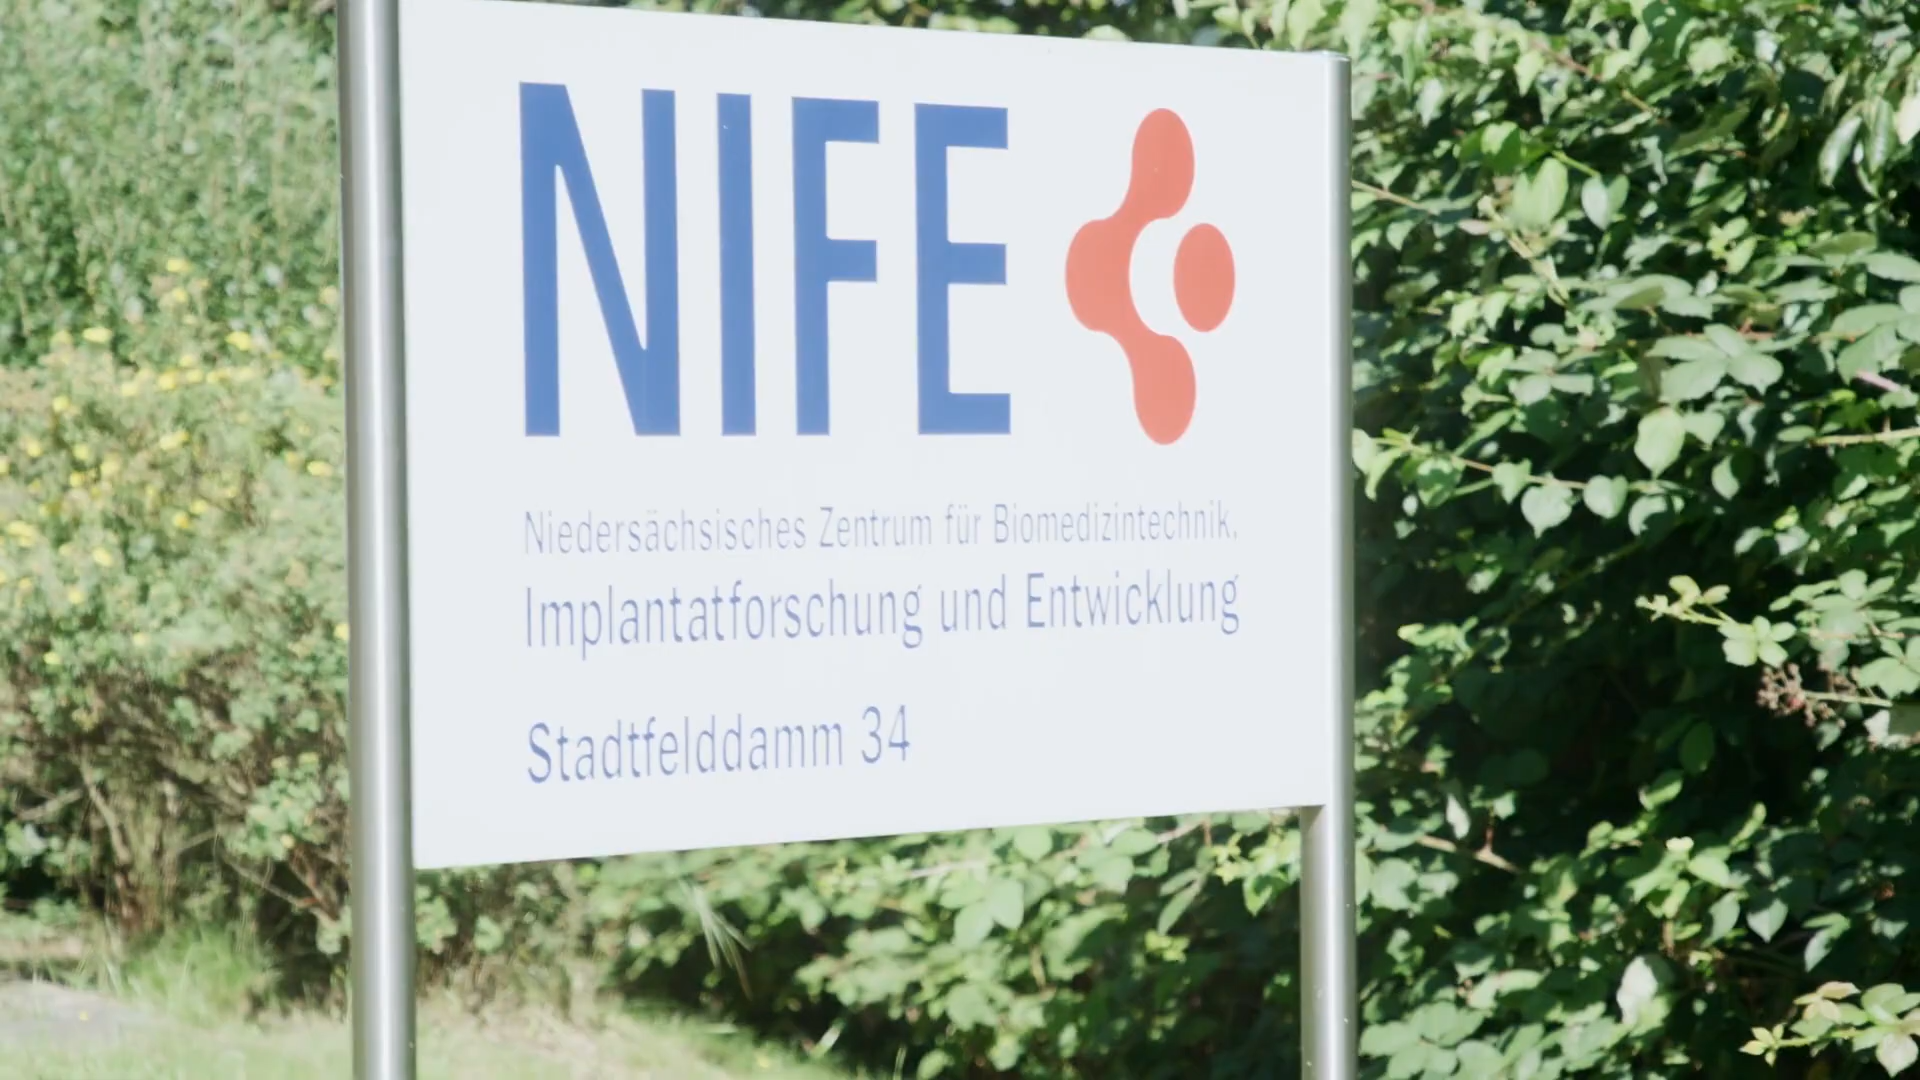 NIFE
Niedersächsisches Zentrum für Biomedizintechnik,
Implantatforschung und Entwicklung
Stadtfelddamm 34